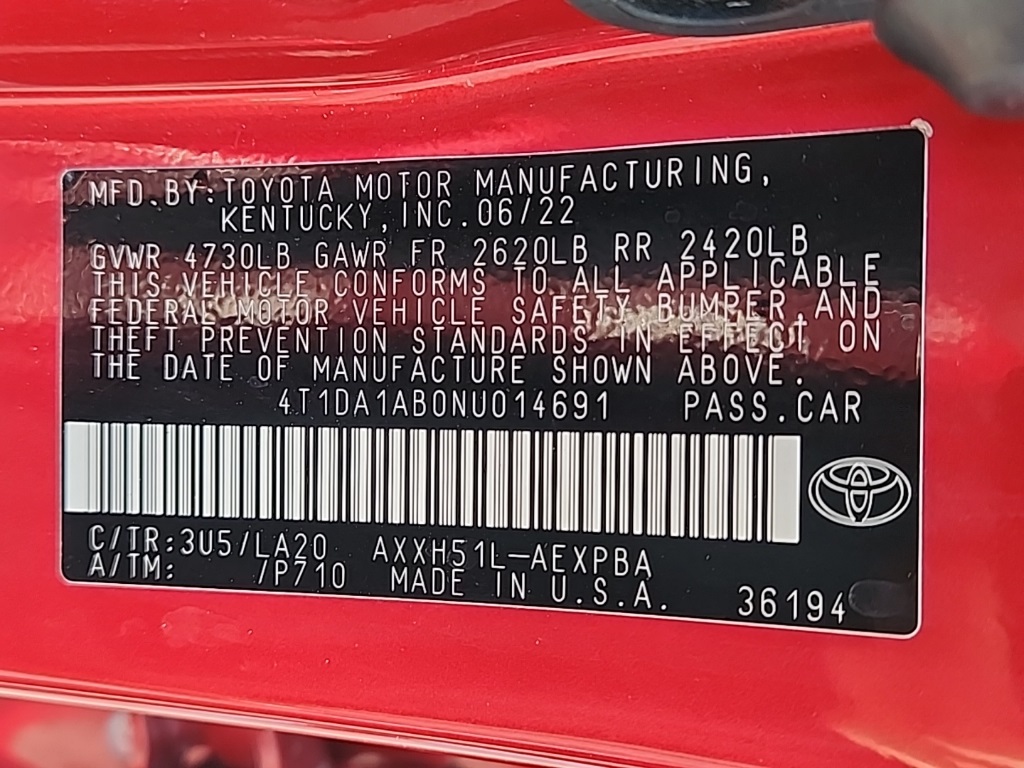 MFD.BY:TOYOTA MOTOR MANUFACTURING,
KENTUCKY,INC.06/22
GVWR 4730LB GAWR FR 2620LB RR 2420LB
THIS VEHICLE CONFORMS TO ALL APPLICABLE
FEDERAL MOTOR VEHICLE SAFETY,BUMPER,AND
THEFT PREVENTION STANDARDS IN EFFECT ON
THE DATE OF MANUFACTURE SHOWN ABOVE.
4T1DA1AB0NU014691 PASS.CAR
C/TR:3U5/LA20 AXXH51L-AEXPBA
A/TM: /P710 MADE IN U.S.A. 36194